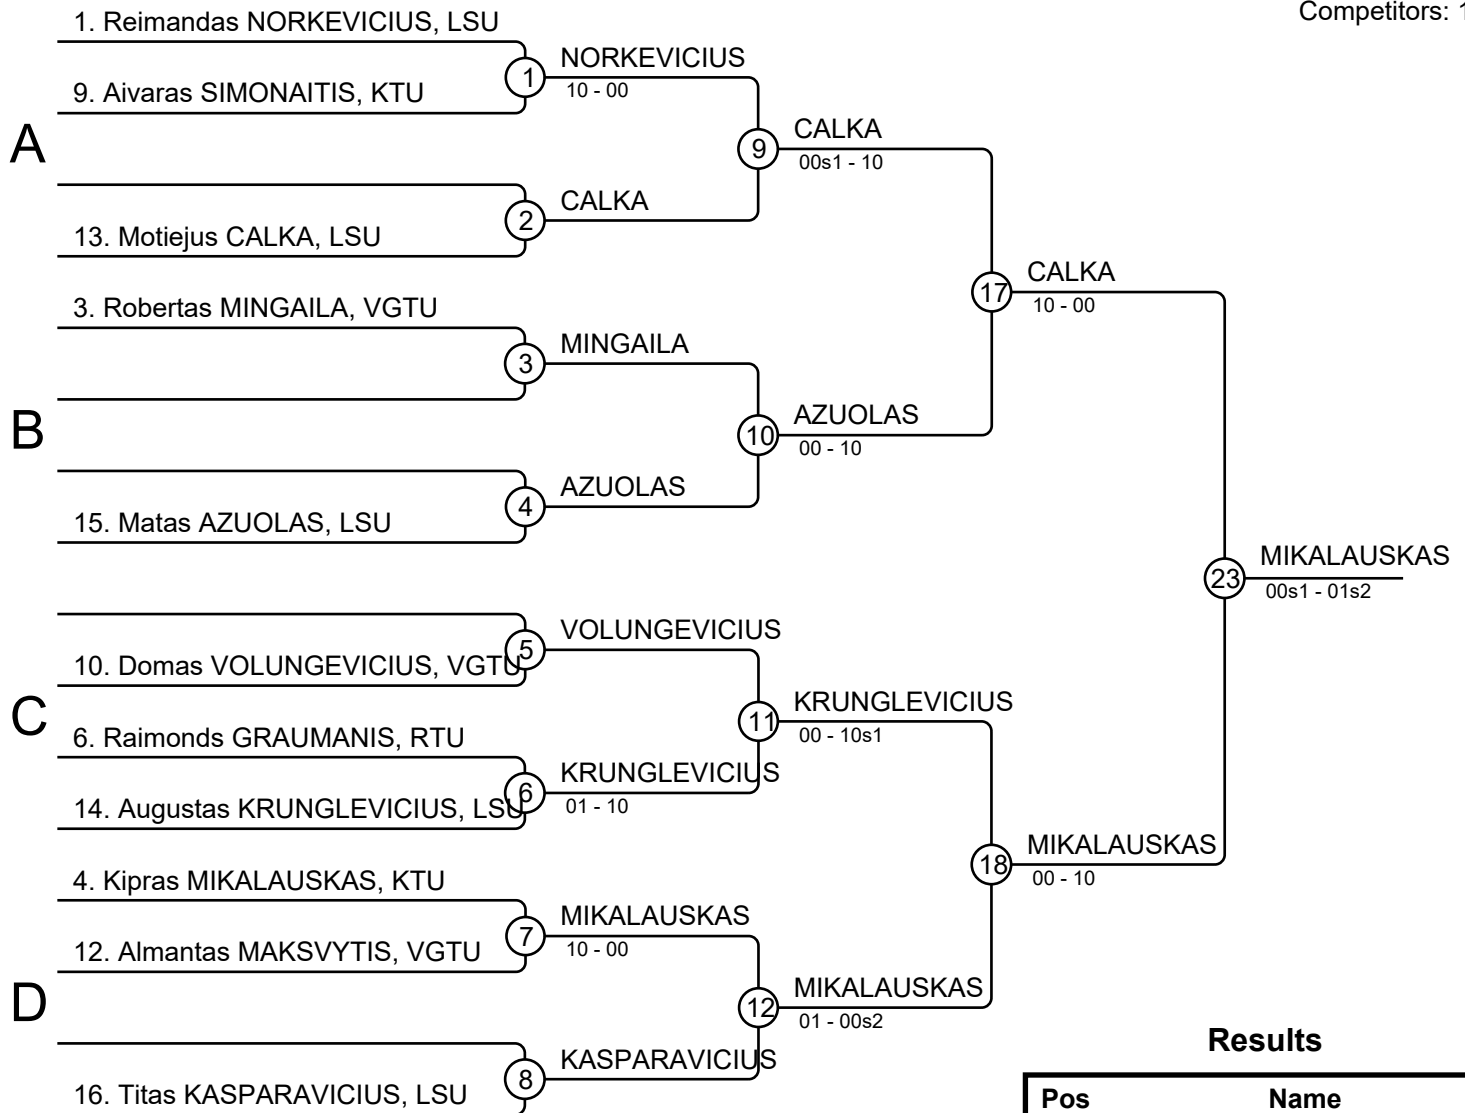 Competitors: 1
1. Reimandas NORKEVICIUS, LSU
9. Aivaras SIMONAITIS, KTU
A
13. Motiejus CALKA, LSU
3. Robertas MINGAILA, VGTU
B
15. Matas AZUOLAS, LSU
10. Domas VOLUNGEVICIUS, VGTU
C
6. Raimonds GRAUMANIS, RTU
14. Augustas KRUNGLEVICIUS, LSU
4. Kipras MIKALAUSKAS, KTU
12. Almantas MAKSVYTIS, VGTU
D
16. Titas KASPARAVICIUS, LSU
1
NORKEVICIUS
10 - 00
2
CALKA
3
MINGAILA
4
AZUOLAS
5
VOLUNGEVICIUS
6
KRUNGLEVICIUS
01 - 10
7
MIKALAUSKAS
10 - 00
8
KASPARAVICIUS
9
CALKA
00s1 - 10
10
AZUOLAS
00 - 10
11
KRUNGLEVICIUS
00 - 10s1
12
MIKALAUSKAS
01 - 00s2
17
CALKA
10 - 00
18
MIKALAUSKAS
00 - 10
23
MIKALAUSKAS
00s1 - 01s2
Results
Pos Name